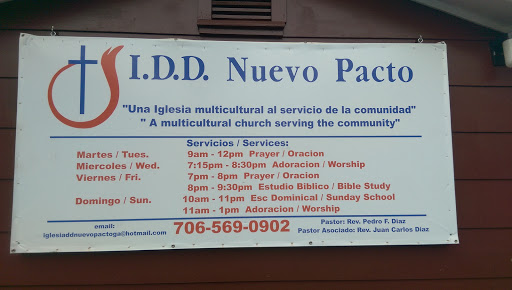 I.D.D. Nuevo Pacto
"Una Iglesia multicultural al servicio de la comunidad"
" A multicultural church serving the community"
Servicios / Services:
Martes / Tues. 9am - 12pm Prayer / Oracion
Miercoles / Wed. 7:15pm - 8:30pm Adoracion / Worship
Viernes / Fri. 7pm - 8pm Prayer / Oracion
8pm - 9:30pm Estudio Biblico / Bible Study
Domingo / Sun. 10am - 11pm Esc Dominical / Sunday School
11am - 1pm Adoracion / Worship
email:
iglesiaddnuevopactoga@hotmail.com
706-569-0902
Pastor: Rev. Pedro F. Diaz
Pastor Asociado: Rev. Juan Carlos Diaz